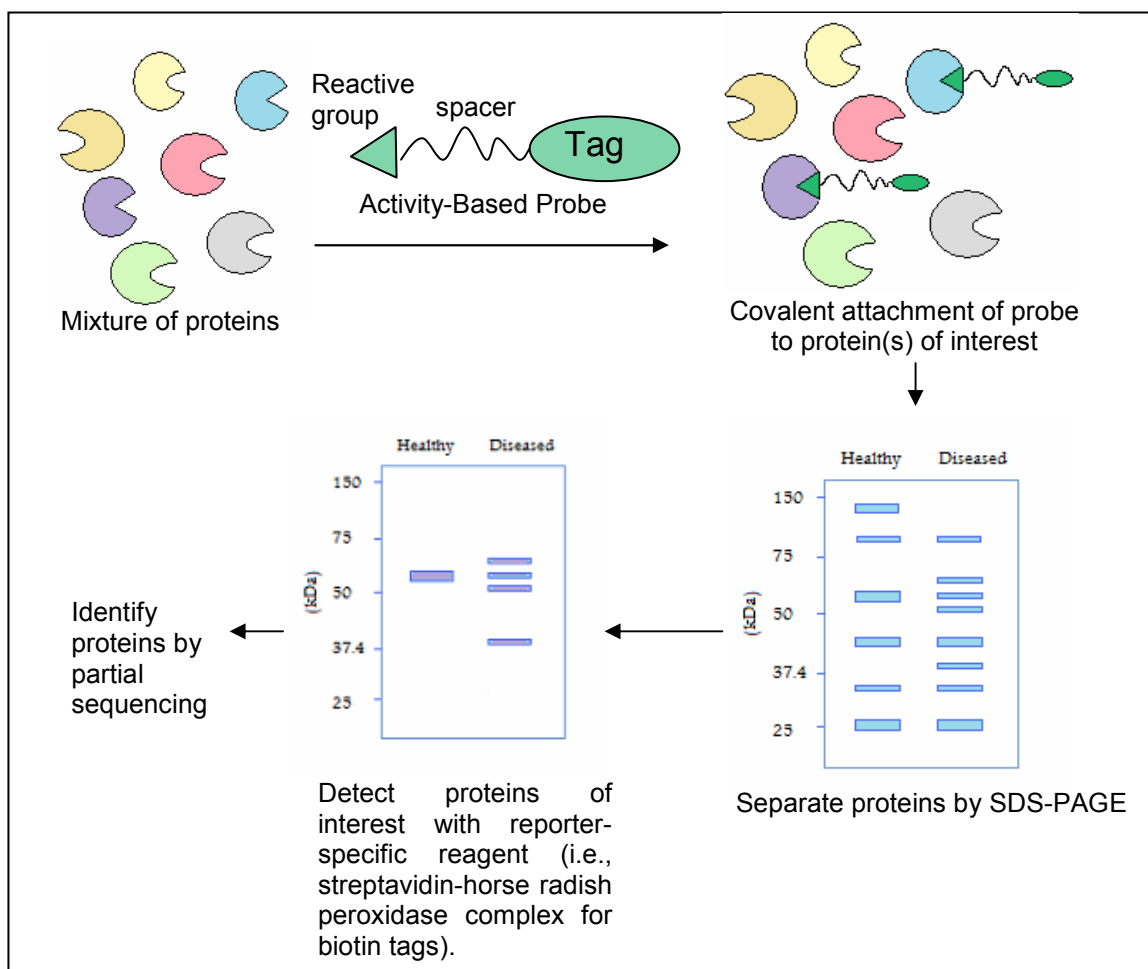 Reactive
group
spacer
Tag
Activity-Based Probe
Mixture of proteins
Covalent attachment of probe
to protein(s) of interest
Healthy Diseased
150
75
50
37.4
25
(kDa)
Separate proteins by SDS-PAGE
Healthy Diseased
150
75
50
37.4
25
(kDa)
Detect proteins of
interest with reporter-
specific reagent (i.e.,
streptavidin-horse radish
peroxidase complex for
biotin tags).
Identify
proteins by
partial
sequencing